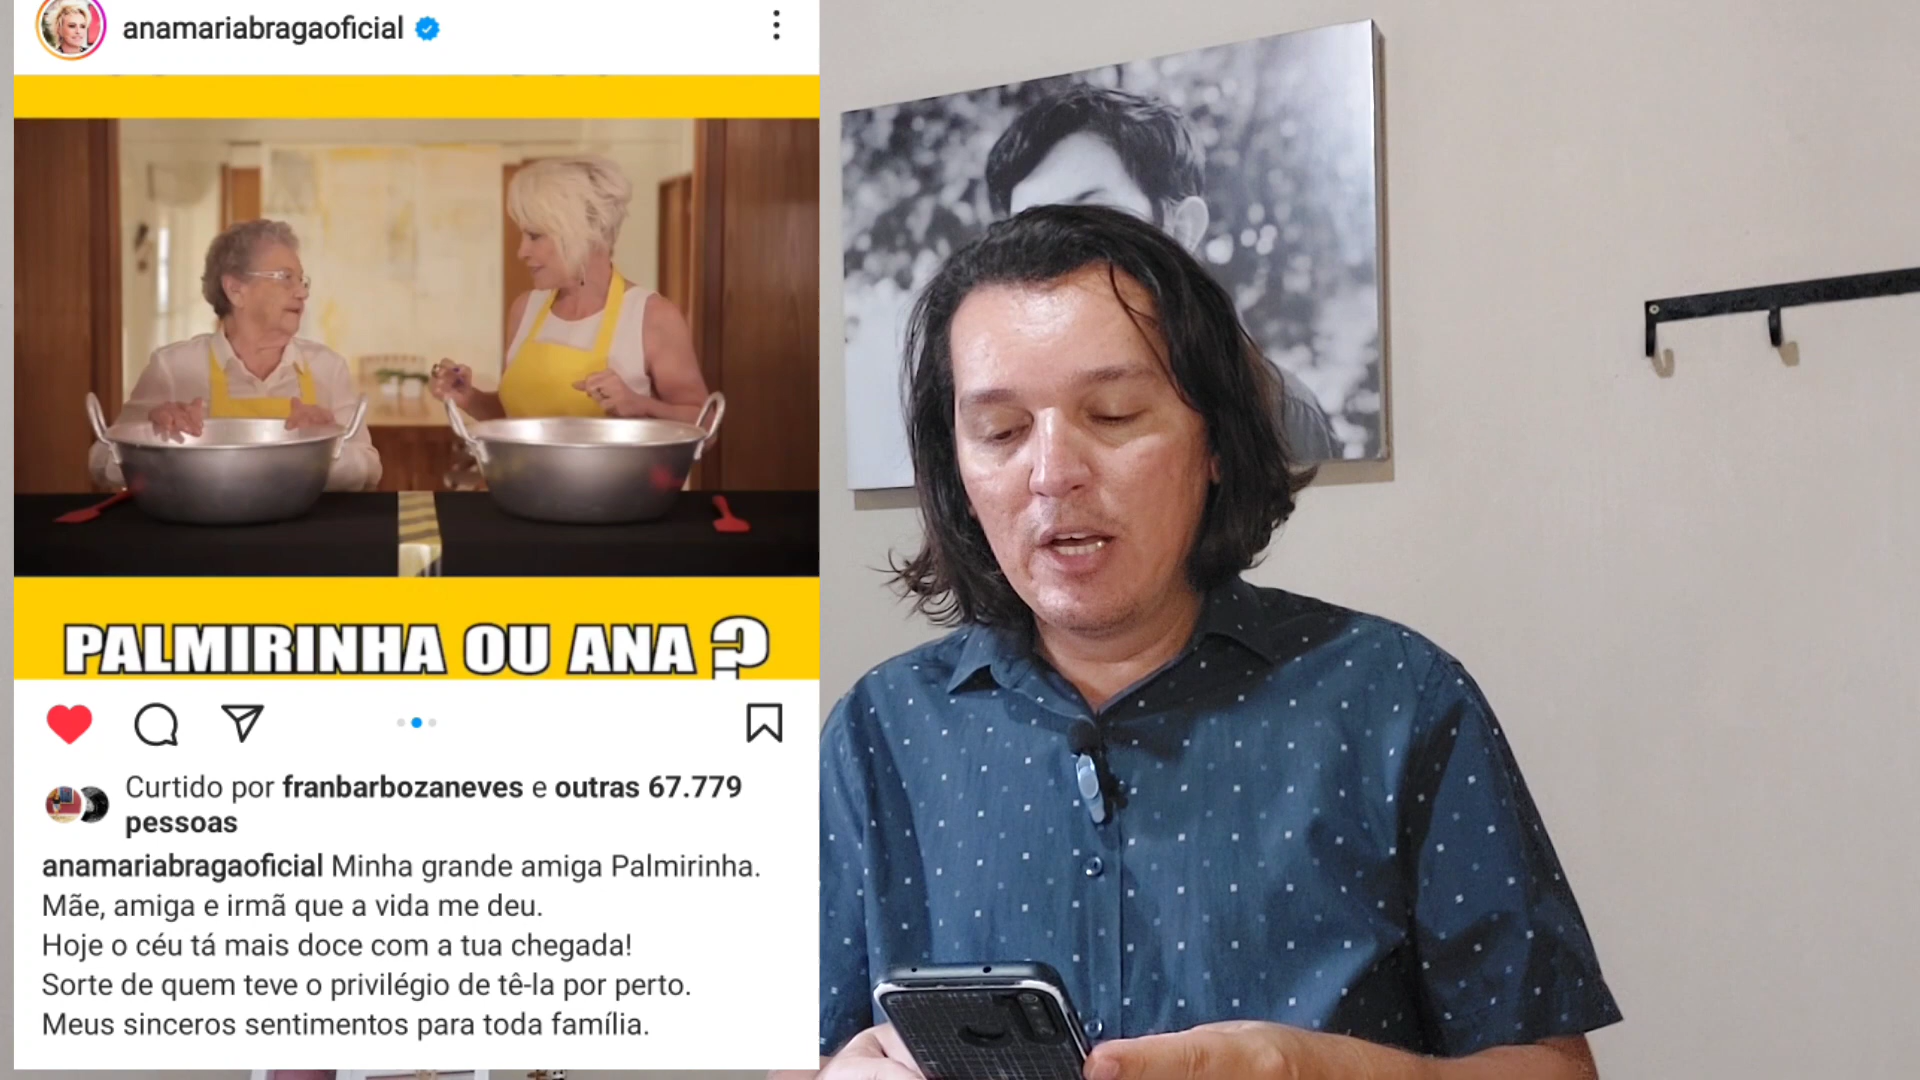 anamariabragaoficial
PALMIRINHA OU ANA ?
Curtido por franbarbozaneves e outras 67.779
pessoas
anamariabragaoficial Minha grande amiga Palmirinha.
Mãe, amiga e irmã que a vida me deu.
Hoje o céu tá mais doce com a tua chegada!
Sorte de quem teve o privilégio de tê-la por perto.
Meus sinceros sentimentos para toda família.